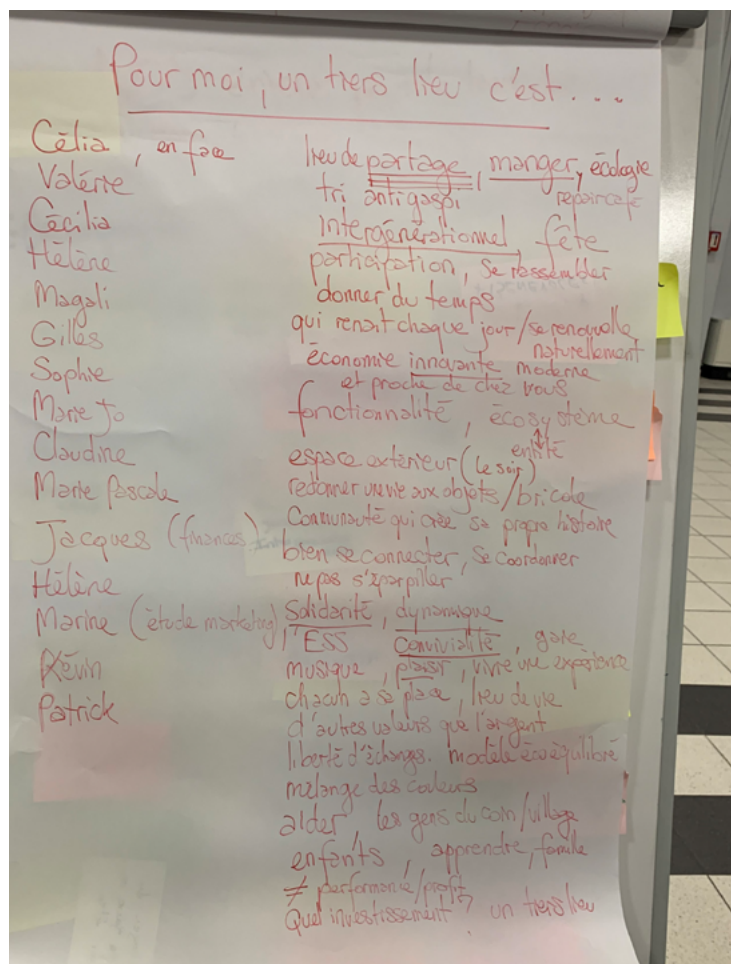 Pour moi, un tiers lieu c'est...
Célia, en face
Valérie
Cécilia
Hélène
Magali
Gilles
Sophie
Marie Jo
Claudine
Marie Pascale
Jacques (finances)
Hélène
Marine (étude marketing)
Kévin
Patrick
lieu de partage, manger, écologie
tri antigaspi, repaircafé
intergénérationnel, fête
participation, se rassembler
donner du temps
qui renaît chaque jour/se renouvelle
naturellement
économie innovante moderne
et proche de chez vous
fonctionnalité, écosystème
entité
espace extérieur (le soir)
redonner une vie aux objets/bricole
Communauté qui crée sa propre histoire
bien se connecter, se coordonner
ne pas s'éparpiller
Solidarité, dynamique
l'ESS convivialité, gare
musique, plaisir, vivre une expérience
chacun a sa place, lieu de vie
d'autres valeurs que l'argent
liberté d'échanges. modèle éco équilibré
mélange des couleurs
aider, les gens du coin/village
enfants, apprendre, famille
≠ performance/profit
Quel investissement? un tiers lieu